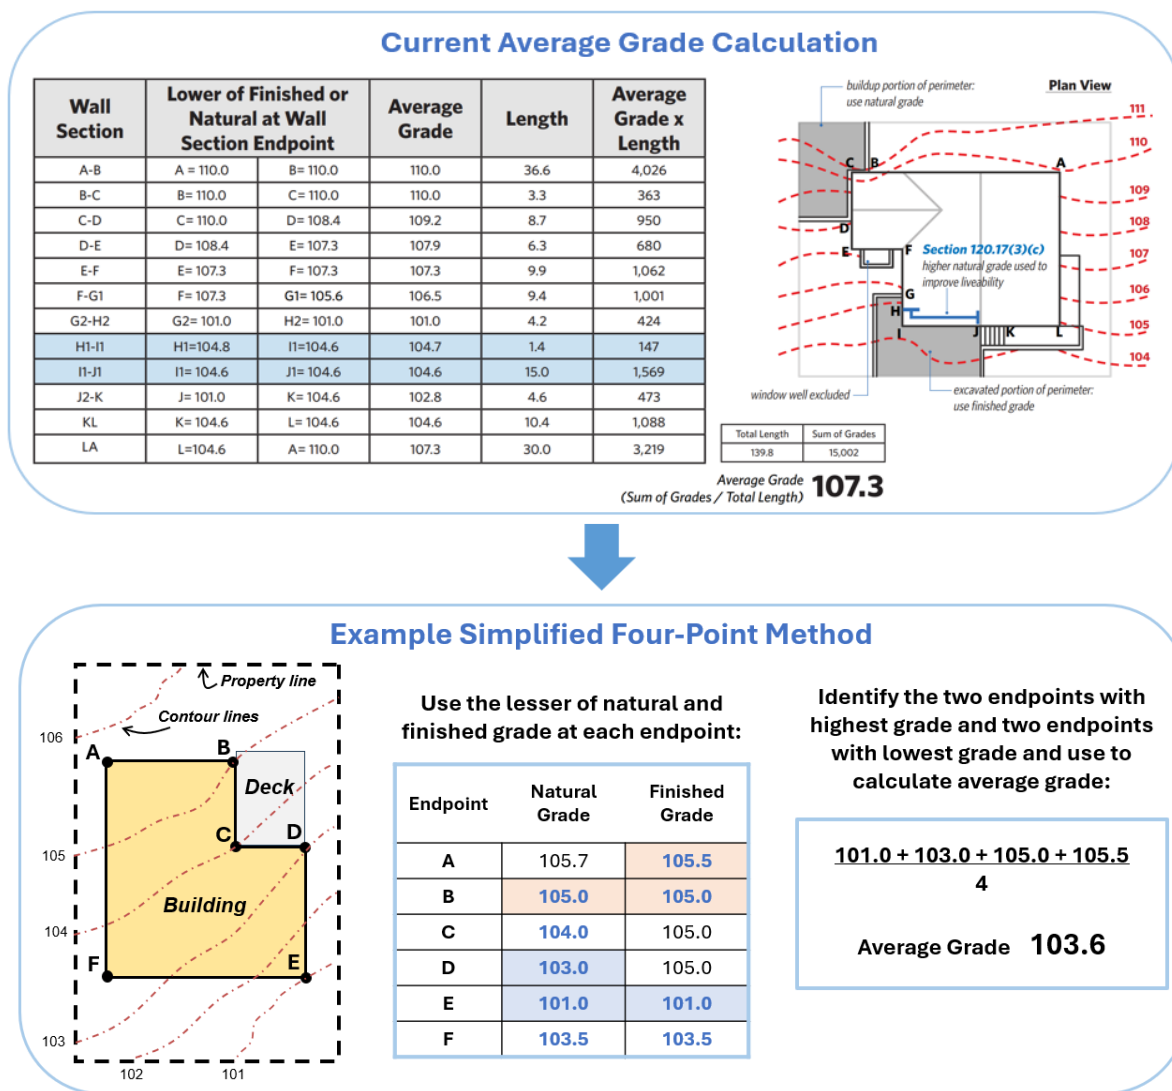 Current Average Grade Calculation
Wall Section | Lower of Finished or Natural at Wall Section Endpoint | Average Grade | Length | Average Grade x Length
A-B | A = 110.0 | B= 110.0 | 110.0 | 36.6 | 4,026
B-C | B= 110.0 | C= 110.0 | 110.0 | 3.3 | 363
C-D | C= 110.0 | D= 108.4 | 109.2 | 8.7 | 950
D-E | D= 108.4 | E= 107.3 | 107.9 | 6.3 | 680
E-F | E= 107.3 | F= 107.3 | 107.3 | 9.9 | 1,062
F-G1 | F= 107.3 | G1= 105.6 | 106.5 | 9.4 | 1,001
G2-H2 | G2= 101.0 | H2= 101.0 | 101.0 | 4.2 | 424
H1-I1 | H1=104.8 | I1=104.6 | 104.7 | 1.4 | 147
I1-J1 | I1= 104.6 | J1= 104.6 | 104.6 | 15.0 | 1,569
J2-K | J= 101.0 | K= 104.6 | 102.8 | 4.6 | 473
KL | K= 104.6 | L= 104.6 | 104.6 | 10.4 | 1,088
LA | L=104.6 | A= 110.0 | 107.3 | 30.0 | 3,219
buildup portion of perimeter:
use natural grade
Plan View
111
110
C B A
109
D
108
E F
Section 120.17(3)(c)
higher natural grade used to
improve liveability
107
G
106
H
I J K L
105
104
window well excluded
excavated portion of perimeter:
use finished grade
Total Length | Sum of Grades
139.8 | 15,002
Average Grade
(Sum of Grades / Total Length)
107.3
Example Simplified Four-Point Method
Property line
Contour lines
106
A B
Deck
C D
105
Building
104
F E
103
102 101
Use the lesser of natural and
finished grade at each endpoint:
Endpoint | Natural Grade | Finished Grade
A | 105.7 | 105.5
B | 105.0 | 105.0
C | 104.0 | 105.0
D | 103.0 | 105.0
E | 101.0 | 101.0
F | 103.5 | 103.5
Identify the two endpoints with
highest grade and two endpoints
with lowest grade and use to
calculate average grade:
101.0 + 103.0 + 105.0 + 105.5
4
Average Grade 103.6